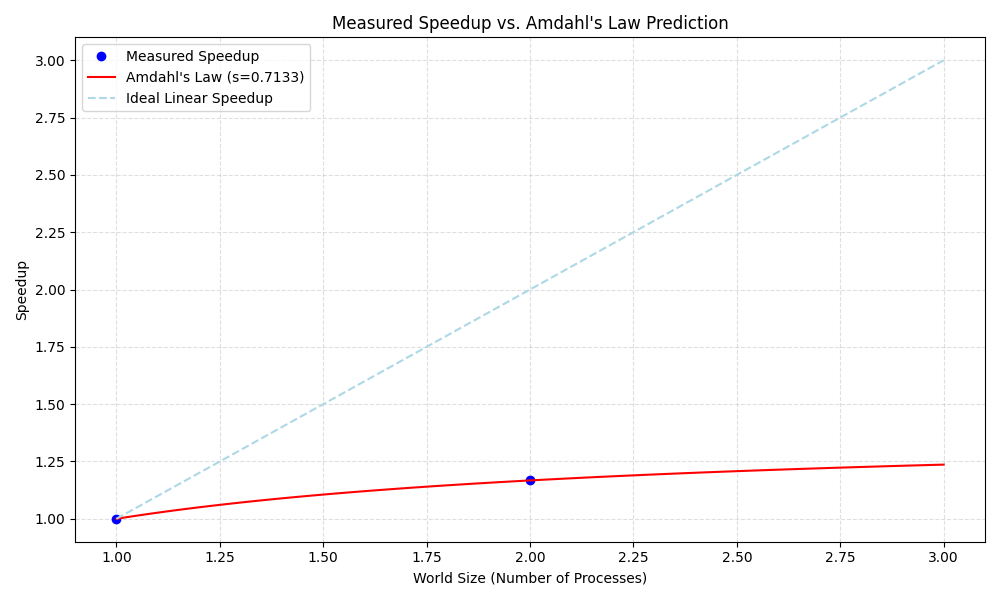 Measured Speedup vs. Amdahl's Law Prediction
Measured Speedup
Amdahl's Law (s=0.7133)
Ideal Linear Speedup
3.00
2.75
2.50
2.25
2.00
1.75
1.50
1.25
1.00
Speedup
1.00 1.25 1.50 1.75 2.00 2.25 2.50 2.75 3.00
World Size (Number of Processes)